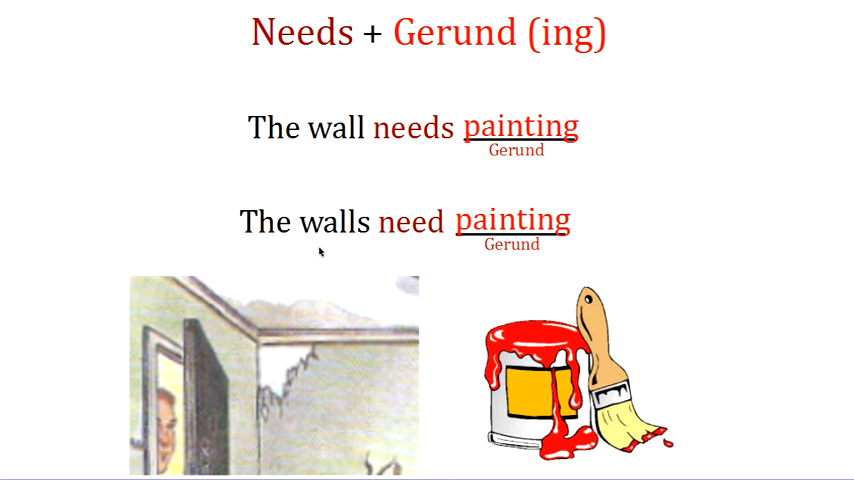 Needs + Gerund (ing)
The wall needs painting
Gerund
The walls need painting
Gerund